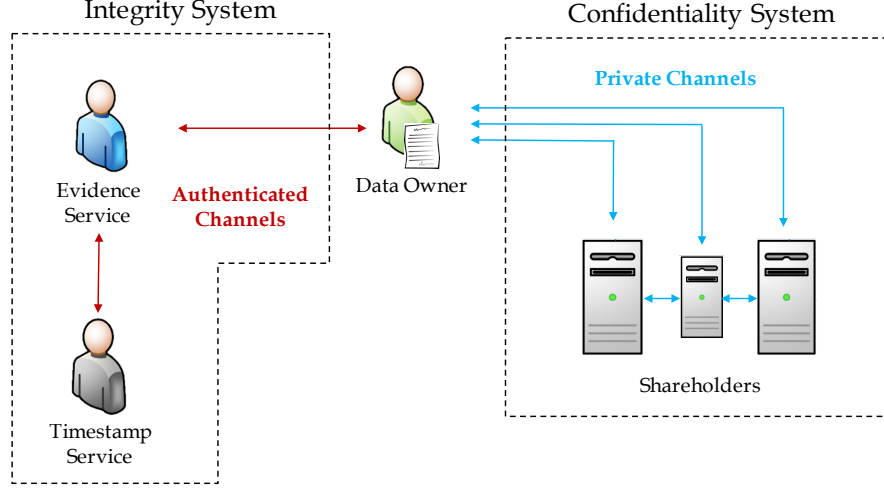 Integrity System
Confidentiality System
Private Channels
Evidence
Service
Authenticated
Channels
Data Owner
Timestamp
Service
Shareholders